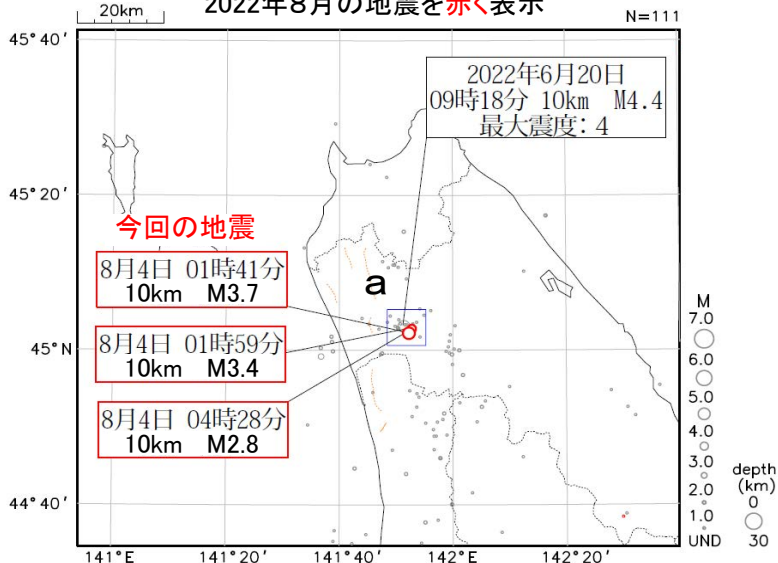 2022年8月の地震を赤く表示
20km
N=111
45°40′
2022年6月20日
09時18分 10km M4.4
最大震度：4
45°20′
今回の地震
8月4日 01時41分
10km M3.7
a
8月4日 01時59分
10km M3.4
45°N
8月4日 04時28分
10km M2.8
44°40′
141°E
141°20′
141°40′
142°E
142°20′
M
7.0
6.0
5.0
4.0
3.0
2.0
1.0
UND
depth
(km)
0
30